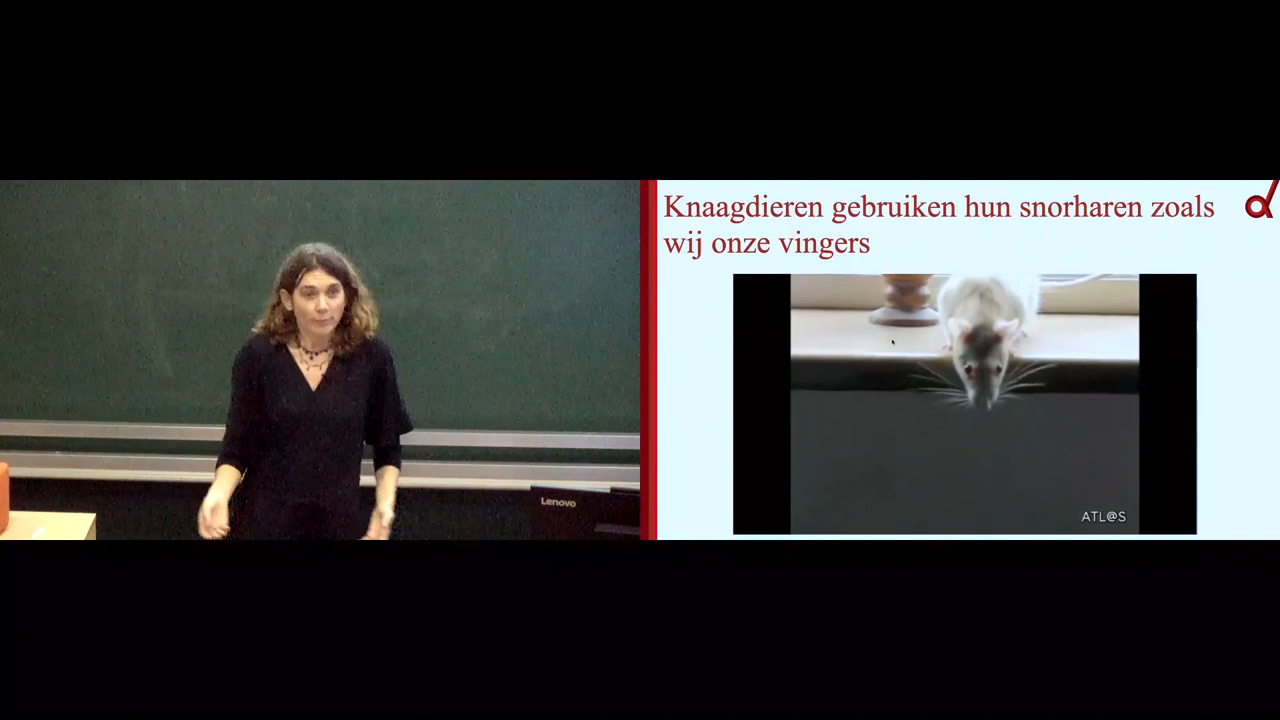 Knaagdieren gebruiken hun snorharen zoals
wij onze vingers
Lenovo
ATL@S